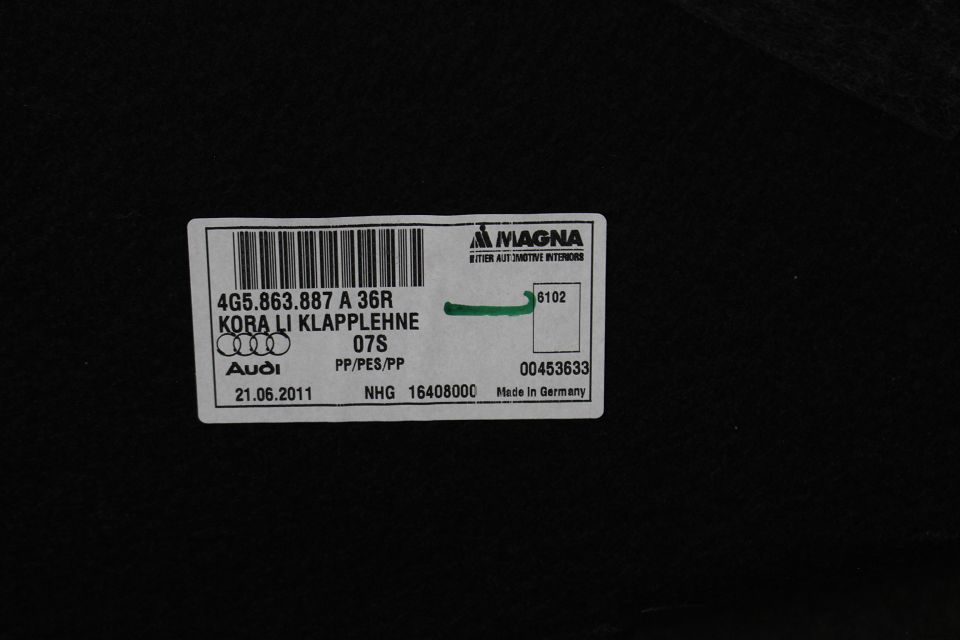 MAGNA
INTIER AUTOMOTIVE INTERIORS
4G5.863.887 A 36R
6102
KORA LI KLAPPLEHNE
07S
Audi
PP/PES/PP
00453633
21.06.2011 NHG 16408000 Made in Germany